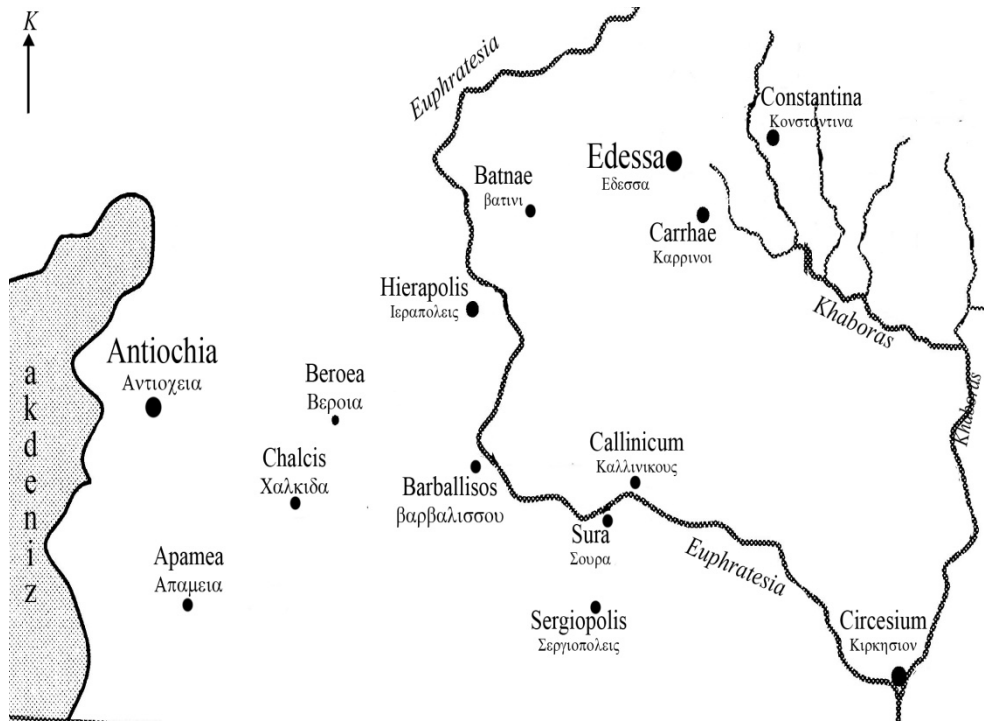 K
Euphratesia
Constantina
Κονσταντινα
Edessa
Εδεσσα
Batnae
βατινι
Carrhae
Καρρινοι
Hierapolis
Ιεραπολεις
Khaboras
Antiochia
Αντιοχεια
Beroea
Βεροια
Khaboras
Callinicum
Καλλινικους
Chalcis
Χαλκιδα
Barballisos
βαρβαλισσου
akdeniz
Sura
Σουρα
Euphratesia
Apamea
Απαμεια
Sergiopolis
Σεργιοπολεις
Circesium
Κιρκησιον